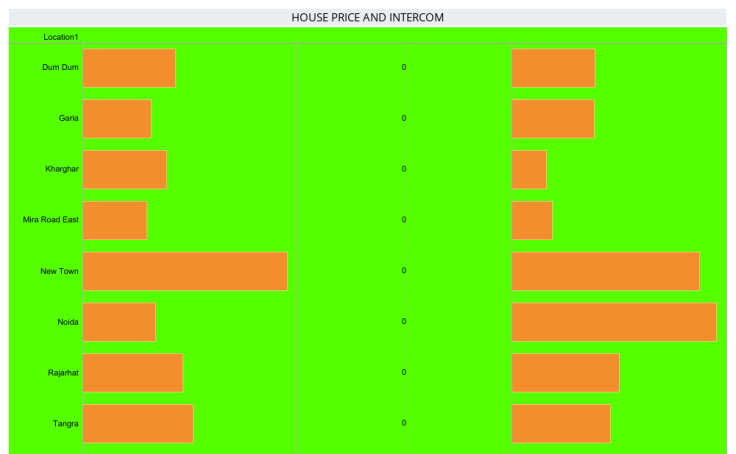 HOUSE PRICE AND INTERCOM
Location1
Dum Dum 0
Garia 0
Kharghar 0
Mira Road East 0
New Town 0
Noida 0
Rajarhat 0
Tangra 0